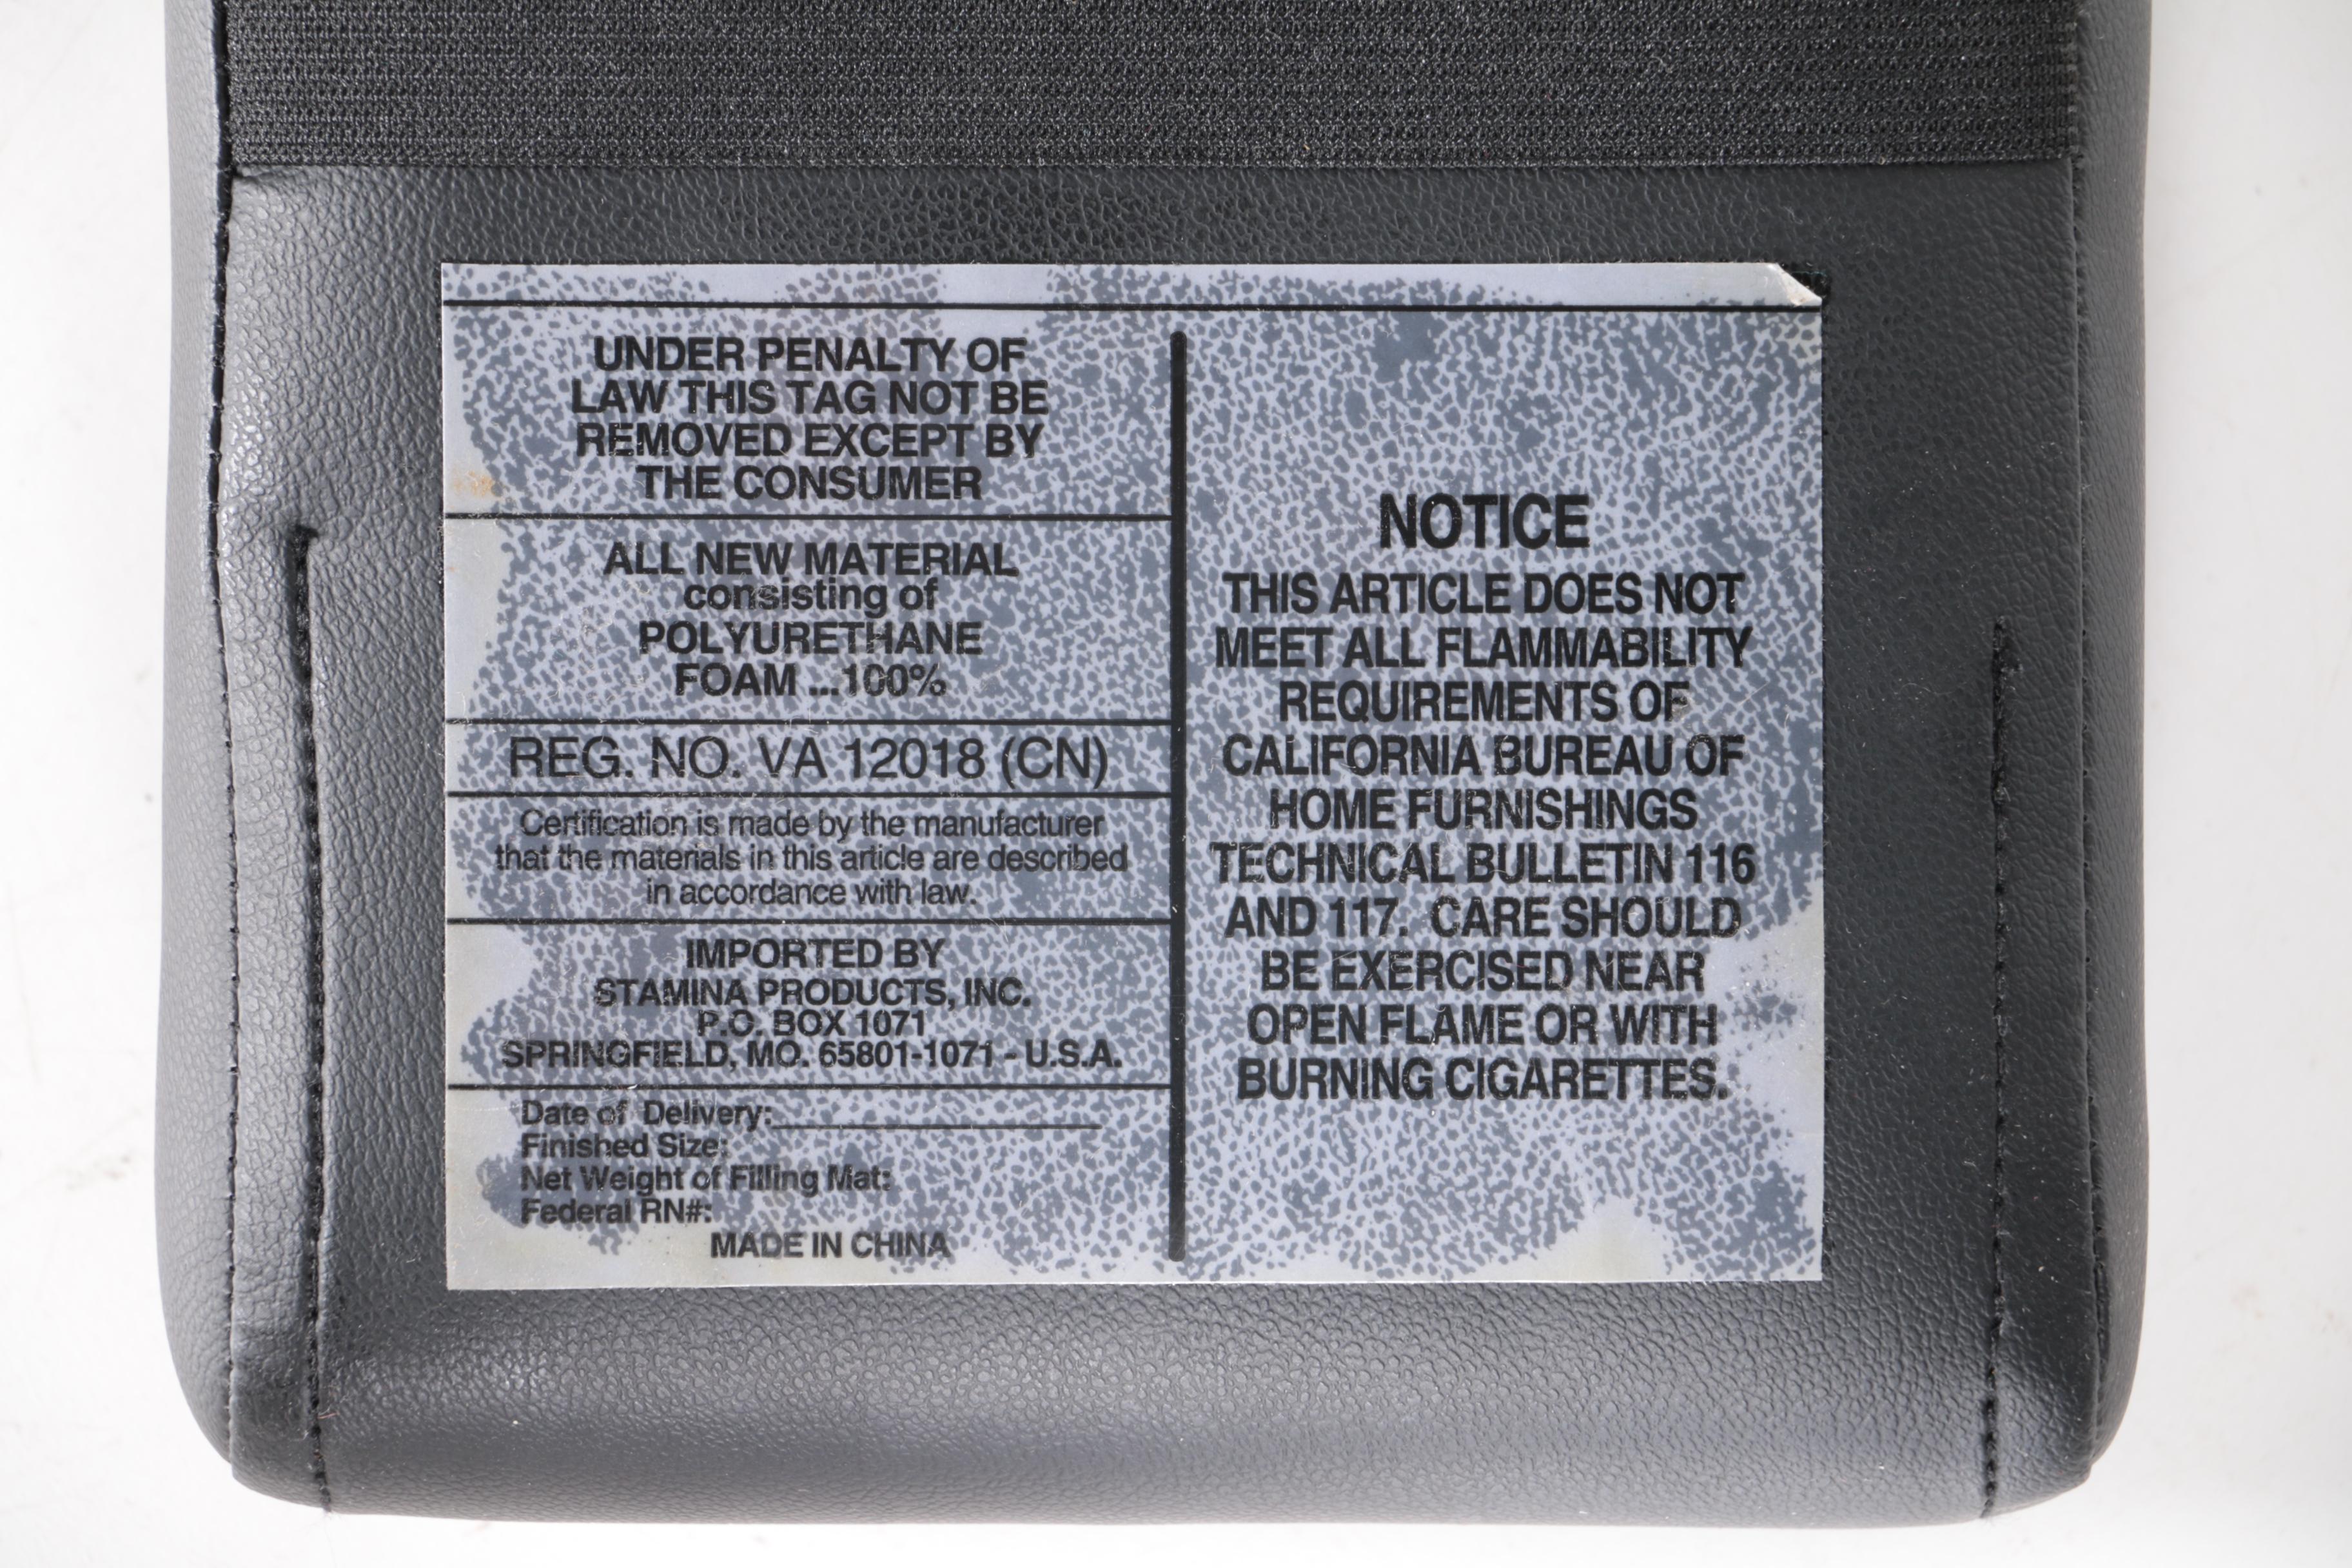 UNDER PENALTY OF
LAW THIS TAG NOT BE
REMOVED EXCEPT BY
THE CONSUMER
ALL NEW MATERIAL
consisting of
POLYURETHANE
FOAM ...100%
REG. NO. VA 12018 (CN)
Certification is made by the manufacturer
that the materials in this article are described
in accordance with law.
IMPORTED BY
STAMINA PRODUCTS, INC.
P.O. BOX 1071
SPRINGFIELD, MO. 65801-1071 - U.S.A.
Date of Delivery:
Finished Size:
Net Weight of Filling Mat:
Federal RN#:
MADE IN CHINA
NOTICE
THIS ARTICLE DOES NOT
MEET ALL FLAMMABILITY
REQUIREMENTS OF
CALIFORNIA BUREAU OF
HOME FURNISHINGS
TECHNICAL BULLETIN 116
AND 117. CARE SHOULD
BE EXERCISED NEAR
OPEN FLAME OR WITH
BURNING CIGARETTES.